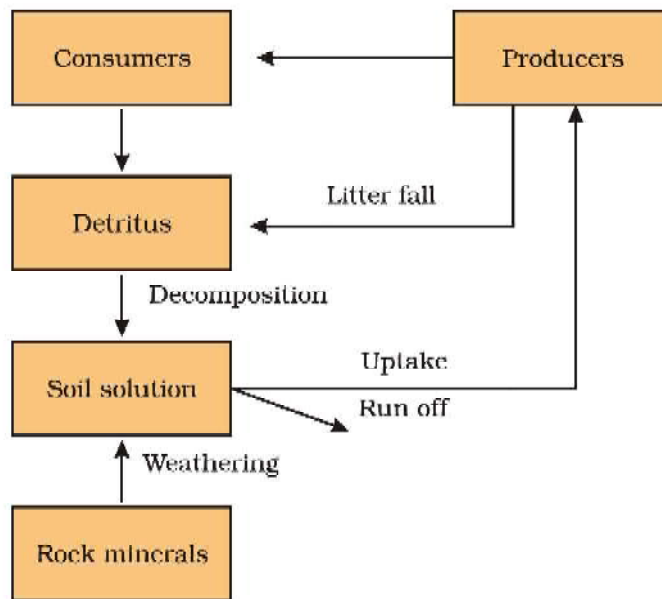 Consumers
Producers
Litter fall
Detritus
Decomposition
Uptake
Soil solution
Run off
Weathering
Rock minerals